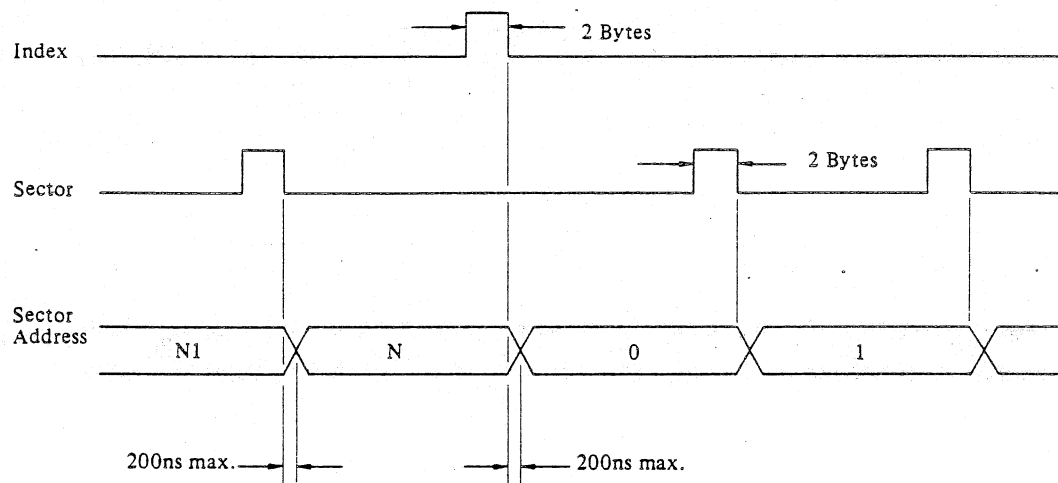 Index
2 Bytes
Sector
2 Bytes
Sector
Address
N1
N
0
1
200ns max.
200ns max.